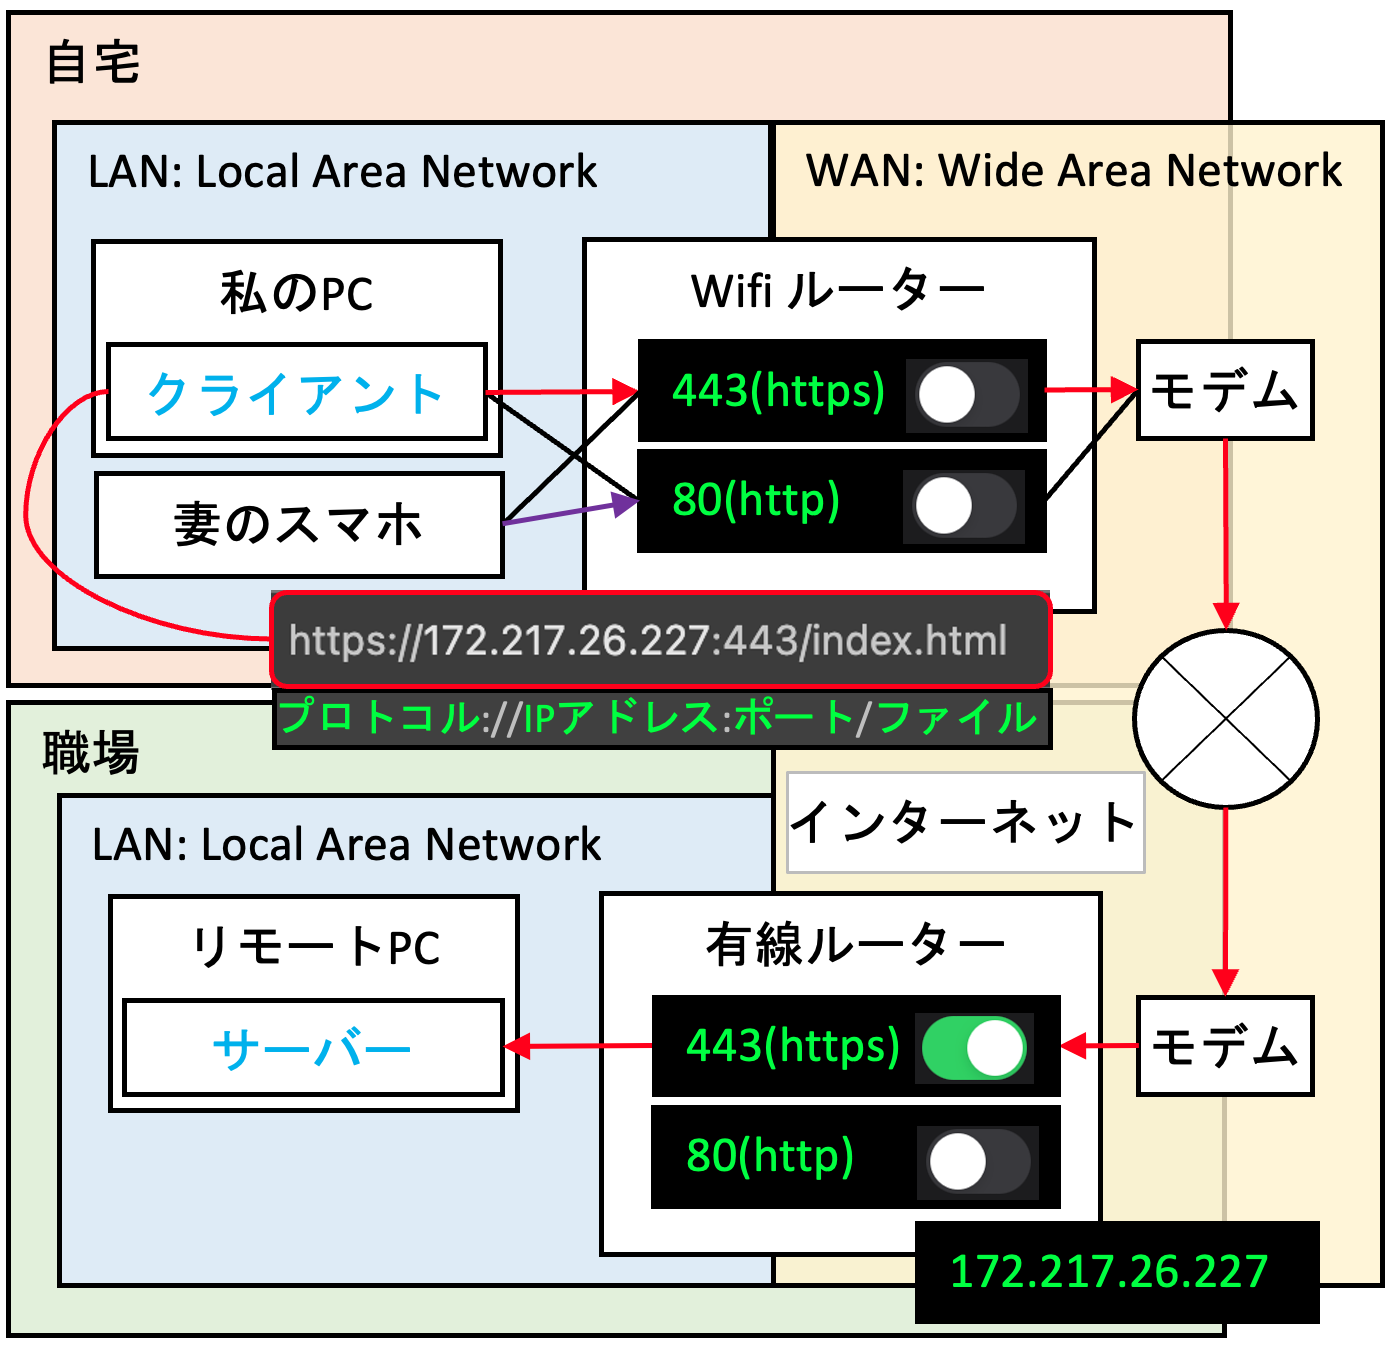 自宅
LAN: Local Area Network
WAN: Wide Area Network
私のPC
クライアント
妻のスマホ
Wifi ルーター
443(https)
80(http)
モデム
https://172.217.26.227:443/index.html
プロトコル://IPアドレス:ポート/ファイル
職場
インターネット
LAN: Local Area Network
リモートPC
サーバー
有線ルーター
443(https)
80(http)
モデム
172.217.26.227